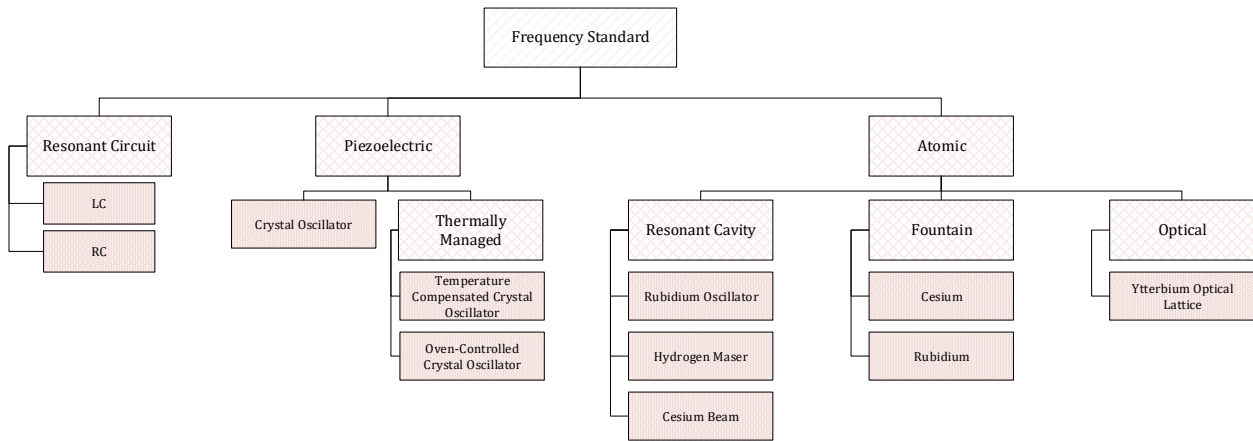 Frequency Standard
Resonant Circuit
Piezoelectric
Atomic
LC
RC
Crystal Oscillator
Thermally
Managed
Temperature
Compensated Crystal
Oscillator
Oven-Controlled
Crystal Oscillator
Resonant Cavity
Rubidium Oscillator
Hydrogen Maser
Cesium Beam
Fountain
Cesium
Rubidium
Optical
Ytterbium Optical
Lattice